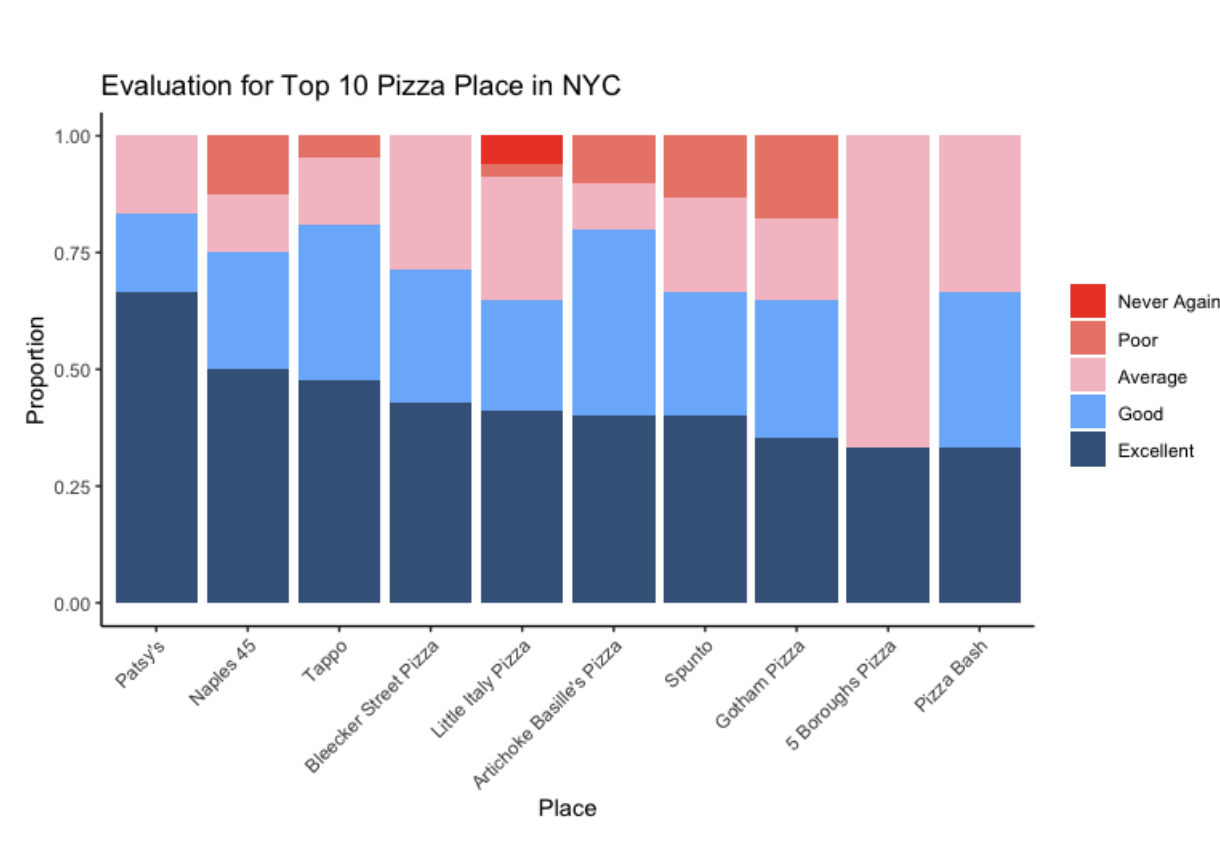 Evaluation for Top 10 Pizza Place in NYC
Proportion
1.00
0.75
0.50
0.25
0.00
Patsy's
Naples 45
Tappo
Bleecker Street Pizza
Little Italy Pizza
Artichoke Basille's Pizza
Spunto
Gotham Pizza
5 Boroughs Pizza
Pizza Bash
Place
Never Again
Poor
Average
Good
Excellent